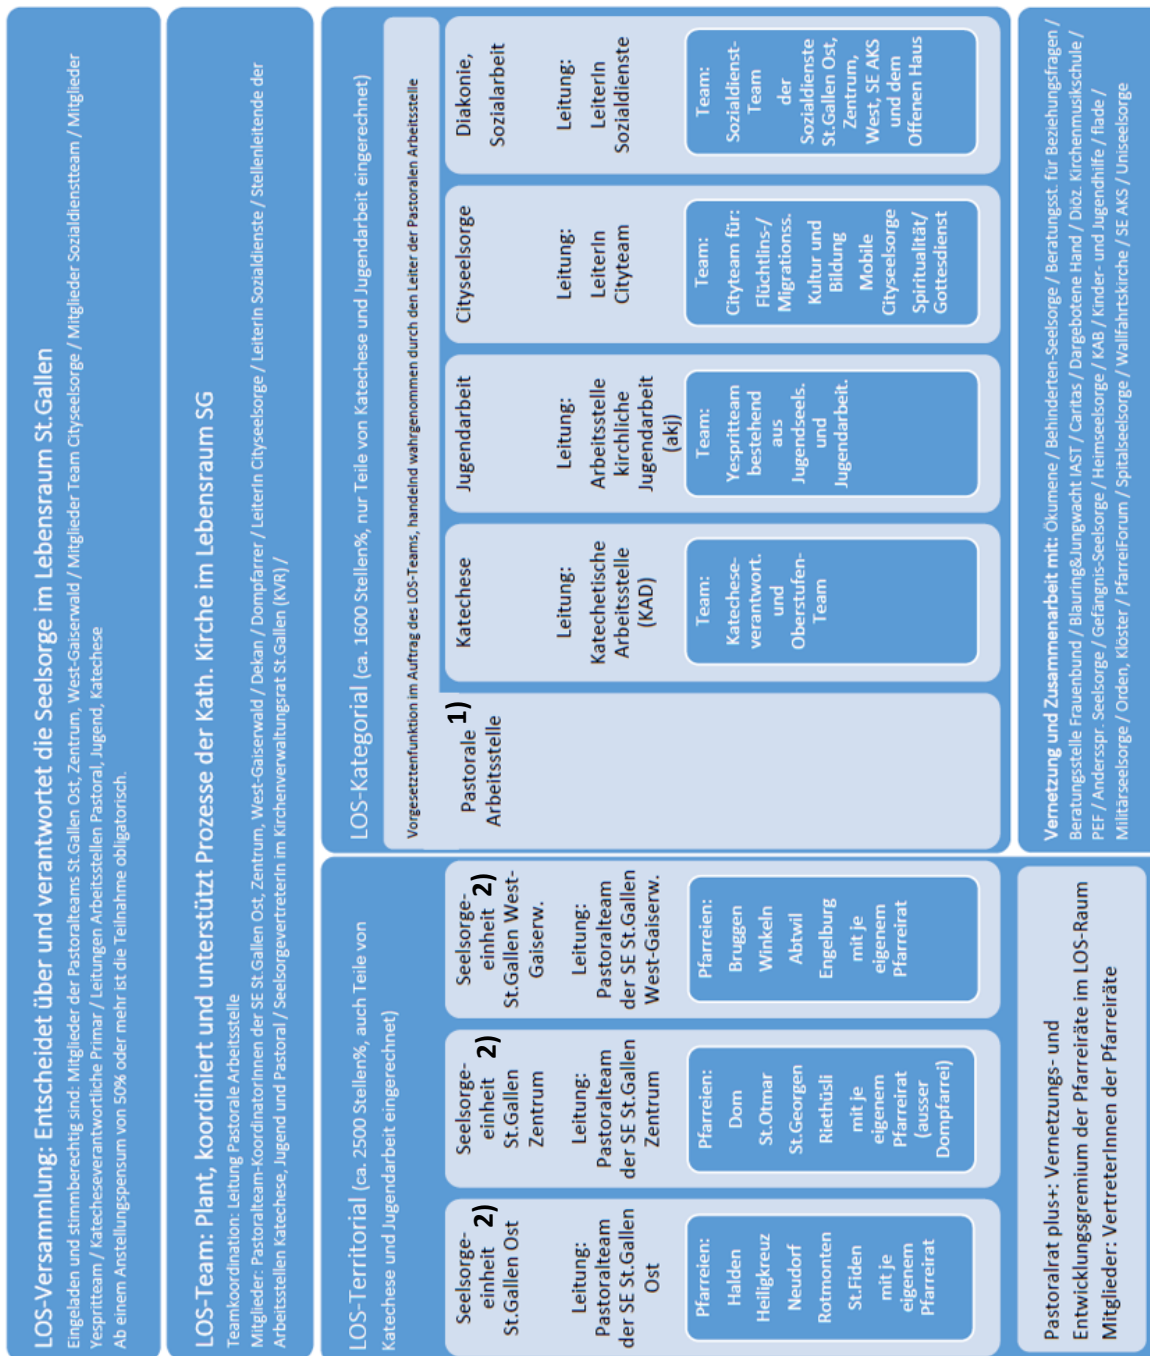 LOS-Versammlung: Entscheidet über und verantwortet die Seelsorge im Lebensraum St.Gallen
Eingeladen und stimmberechtigt sind: Mitglieder der Pastoralteams St.Gallen Ost, Zentrum, West-Gaiserwald / Mitglieder Team Cityseelsorge / Mitglieder Sozialdienstteam / Mitglieder
Yespritteam / Katecheseverantwortliche Primar / Leitungen Arbeitsstellen Pastoral, Jugend, Katechese
Ab einem Anstellungspensum von 50% oder mehr ist die Teilnahme obligatorisch.
LOS-Team: Plant, koordiniert und unterstützt Prozesse der Kath. Kirche im Lebensraum SG
Teamkoordination: Leitung Pastorale Arbeitsstelle
Mitglieder: Pastoralteam-KoordinatorInnen der SE St.Gallen Ost, Zentrum, West-Gaiserwald / Dekan / Dompfarrer / LeiterIn Cityseelsorge / LeiterIn Sozialdienste / Stellenleitende der
Arbeitsstellen Katechese, Jugend und Pastoral / SeelsorgevertreterIn im Kirchenverwaltungsrat St.Gallen (KVR) /
LOS-Territorial (ca. 2500 Stellen%, auch Teile von
Katechese und Jugendarbeit eingerechnet)
Seelsorge-
einheit 2)
St.Gallen Ost
Leitung:
Pastoralteam
der SE St.Gallen
Ost
Pfarreien:
Halden
Heiligkreuz
Neudorf
Rotmonten
St.Fiden
mit je
eigenem
Pfarreirat
Seelsorge-
einheit 2)
St.Gallen
Zentrum
Leitung:
Pastoralteam
der SE St.Gallen
Zentrum
Pfarreien:
Dom
St.Otmar
St.Georgen
Riethüsli
mit je
eigenem
Pfarreirat
(ausser
Dompfarrei)
Seelsorge-
einheit 2)
St.Gallen West-
Gaiserw.
Leitung:
Pastoralteam
der SE St.Gallen
West-Gaiserw.
Pfarreien:
Bruggen
Winkeln
Abtwil
Engelburg
mit je
eigenem
Pfarreirat
LOS-Kategorial (ca. 1600 Stellen%, nur Teile von Katechese und Jugendarbeit eingerechnet)
Vorgesetztenfunktion im Auftrag des LOS-Teams, handelnd wahrgenommen durch den Leiter der Pastoralen Arbeitsstelle
Pastorale 1)
Arbeitsstelle
Katechese
Leitung:
Katechetische
Arbeitsstelle
(KAD)
Team:
Katechese-
verantwort.
und
Oberstufen-
Team
Jugendarbeit
Leitung:
Arbeitsstelle
kirchliche
Jugendarbeit
(akj)
Team:
Yespritteam
bestehend
aus
Jugendseels.
und
Jugendarbeit.
Cityseelsorge
Leitung:
LeiterIn
Cityteam
Team:
Cityteam für:
Flüchtlins-/
Migrationss.
Kultur und
Bildung
Mobile
Cityseelsorge
Spiritualität/
Gottesdienst
Diakonie,
Sozialarbeit
Leitung:
LeiterIn
Sozialdienste
Team:
Sozialdienst-
Team
der
Sozialdienste
St.Gallen Ost,
Zentrum,
West, SE AKS
und dem
Offenen Haus
Pastoralrat plus+: Vernetzungs- und
Entwicklungsgremium der Pfarreiräte im LOS-Raum
Mitglieder: VertreterInnen der Pfarreiräte
Vernetzung und Zusammenarbeit mit: Ökumene / Behinderten-Seelsorge / Beratungsst. für Beziehungsfragen /
Beratungsstelle Frauenbund / Blauring&Jungwacht IAST / Caritas / Dargebotene Hand / Diöz. Kirchenmusikschule /
PEF / Andersspr. Seelsorge / Gefängnis-Seelsorge / Heimseelsorge / KAB / Kinder- und Jugendhilfe / flade /
Militärseelsorge / Orden, Klöster / PfarreiForum / Spitalseelsorge / Wallfahrtskirche / SE AKS / Uniseelsorge